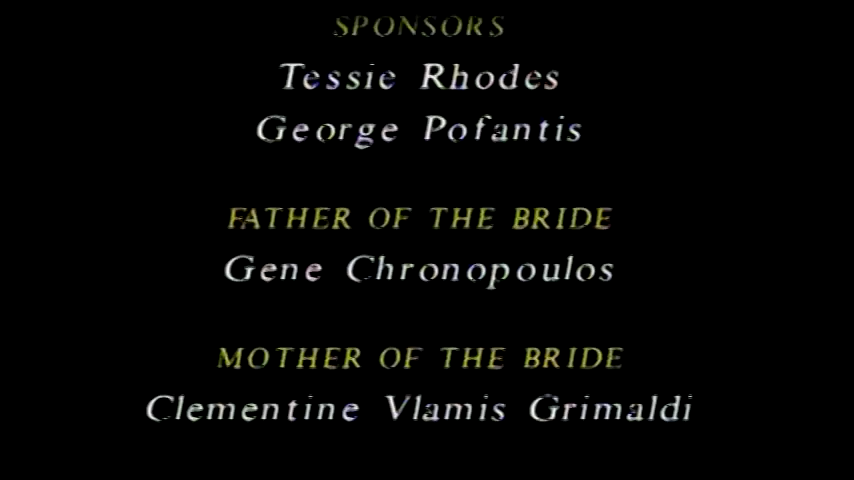 SPONSORS
Tessie Rhodes
George Pofantis
FATHER OF THE BRIDE
Gene Chronopoulos
MOTHER OF THE BRIDE
Clementine Vlamis Grimaldi